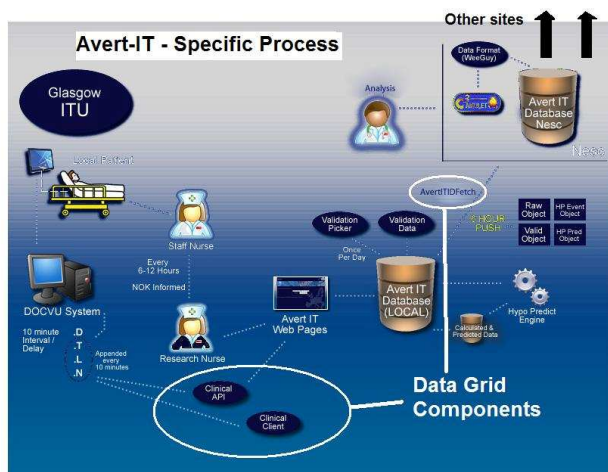 Other sites
Avert-IT - Specific Process
Data Format
(WeeGuy)
Glasgow
ITU
Analysis
Avert IT
Database
Nesc
Nesc
Local Patient
AvertITIDFetch
Validation
Picker
Validation
Data
6 HOUR
PUSH
Raw
Object
HP Event
Object
Valid
Object
HP Pred
Object
Staff Nurse
Once
Per Day
Every
6-12 Hours
NOK Informed
Avert IT
Database
(LOCAL)
DOCVU System
Avert IT
Web Pages
Hypo Predict
Engine
10 minute
Interval /
Delay
.D
.T
.L
.N
Appended
every
10 minutes
Research Nurse
Calculated &
Predicted Data
Clinical
API
Clinical
Client
Data Grid
Components